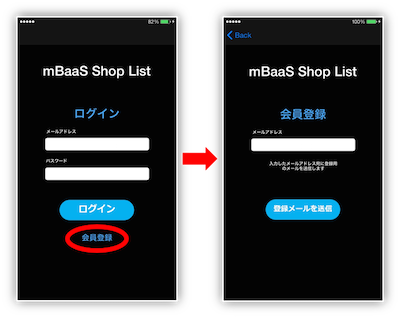 82%
mBaaS Shop List
ログイン
メールアドレス
パスワード
ログイン
会員登録
100%
Back
mBaaS Shop List
会員登録
メールアドレス
入力したメールアドレス宛に登録用
のメールを送信します
登録メールを送信